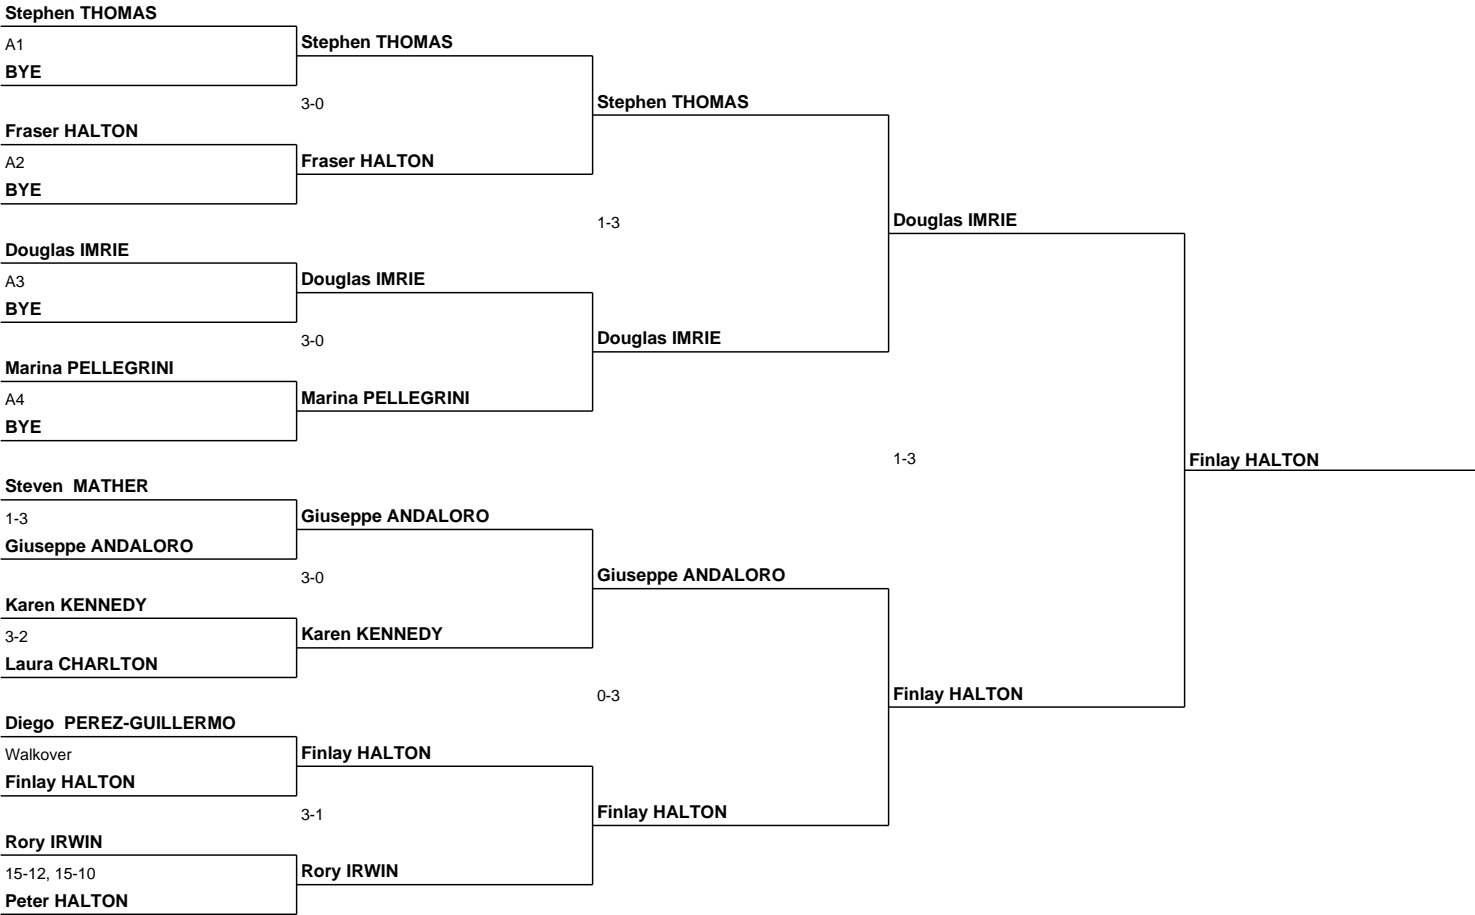 Stephen THOMAS
A1
BYE
Fraser HALTON
A2
BYE
Douglas IMRIE
A3
BYE
Marina PELLEGRINI
A4
BYE
Steven  MATHER
1-3
Giuseppe ANDALORO
Karen KENNEDY
3-2
Laura CHARLTON
Diego  PEREZ-GUILLERMO
Walkover
Finlay HALTON
Rory IRWIN
15-12, 15-10
Peter HALTON
Stephen THOMAS
3-0
Fraser HALTON
Douglas IMRIE
3-0
Marina PELLEGRINI
Giuseppe ANDALORO
3-0
Karen KENNEDY
Finlay HALTON
3-1
Rory IRWIN
Stephen THOMAS
1-3
Douglas IMRIE
Giuseppe ANDALORO
0-3
Finlay HALTON
Douglas IMRIE
1-3
Finlay HALTON
Finlay HALTON